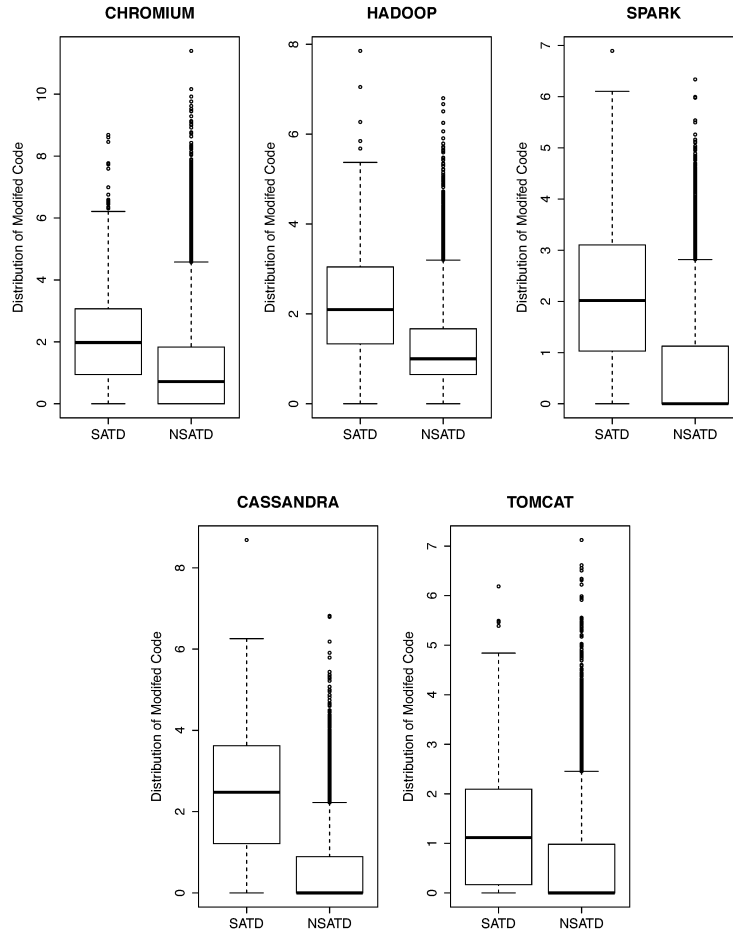 CHROMIUM
Distribution of Modifed Code
0 2 4 6 8 10
SATD NSATD
HADOOP
Distribution of Modifed Code
0 2 4 6 8
SATD NSATD
SPARK
Distribution of Modifed Code
0 1 2 3 4 5 6 7
SATD NSATD
CASSANDRA
Distribution of Modifed Code
0 2 4 6 8
SATD NSATD
TOMCAT
Distribution of Modifed Code
0 1 2 3 4 5 6 7
SATD NSATD